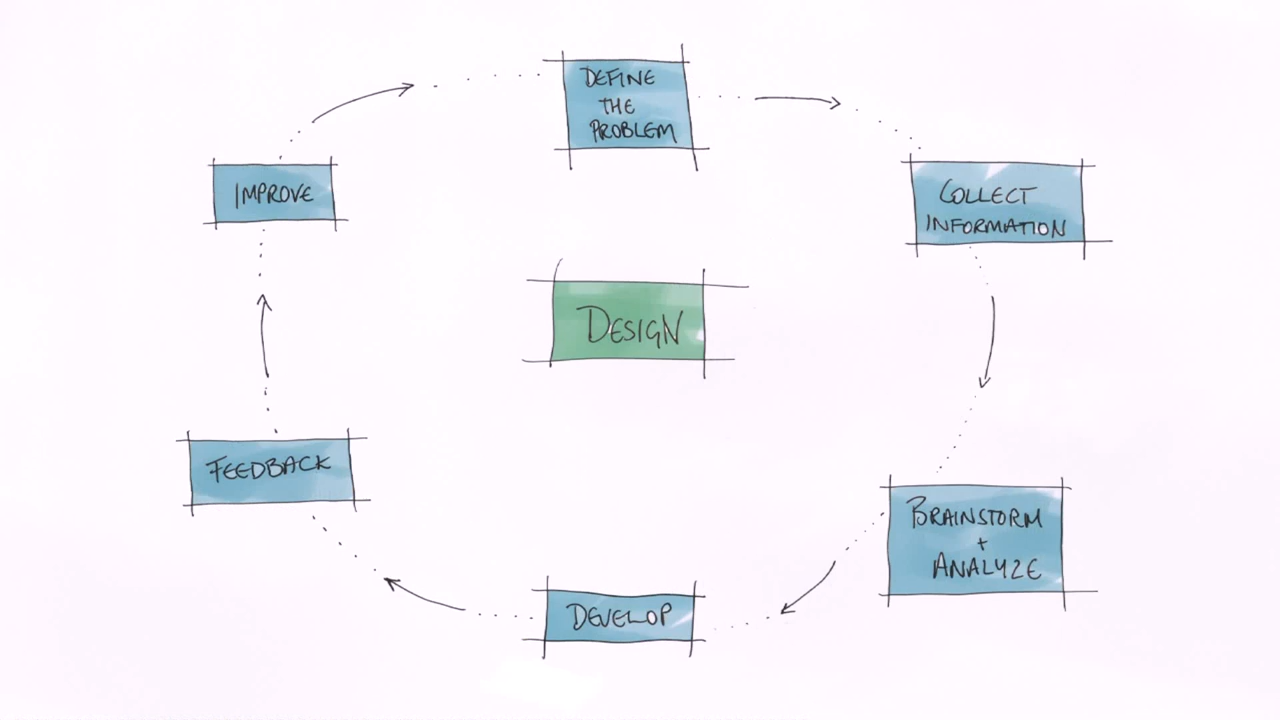 DEFINE
THE
PROBLEM
IMPROVE
COLLECT
INFORMATION
DESIGN
FEEDBACK
BRAINSTORM
+
ANALYZE
DEVELOP